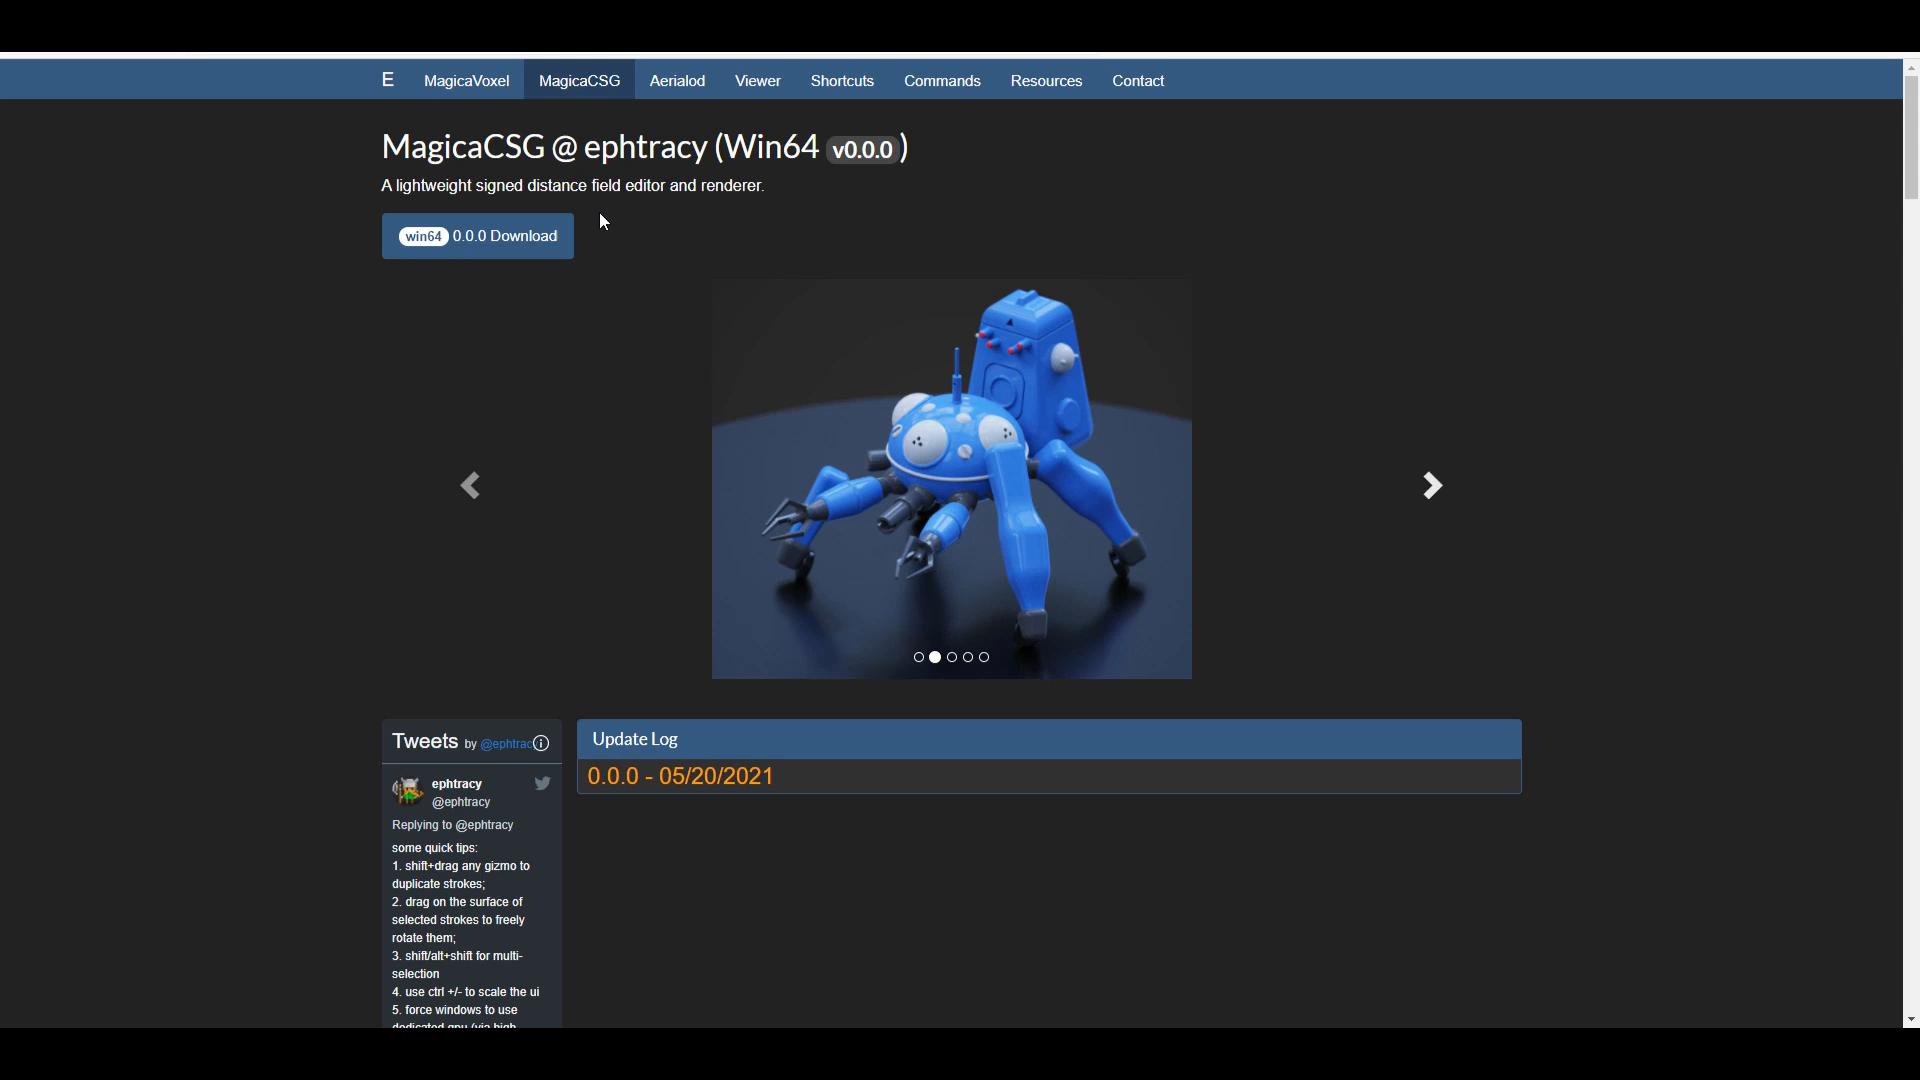 E MagicaVoxel MagicaCSG Aerialod Viewer Shortcuts Commands Resources Contact
MagicaCSG @ ephtracy (Win64 v0.0.0)
A lightweight signed distance field editor and renderer.
win64 0.0.0 Download
Tweets by @ephtrac
ephtracy
@ephtracy
Replying to @ephtracy
some quick tips:
1. shift+drag any gizmo to
duplicate strokes;
2. drag on the surface of
selected strokes to freely
rotate them;
3. shift/alt+shift for multi-
selection
4. use ctrl +/- to scale the ui
5. force windows to use
dedicated gpu (via high
Update Log
0.0.0 - 05/20/2021